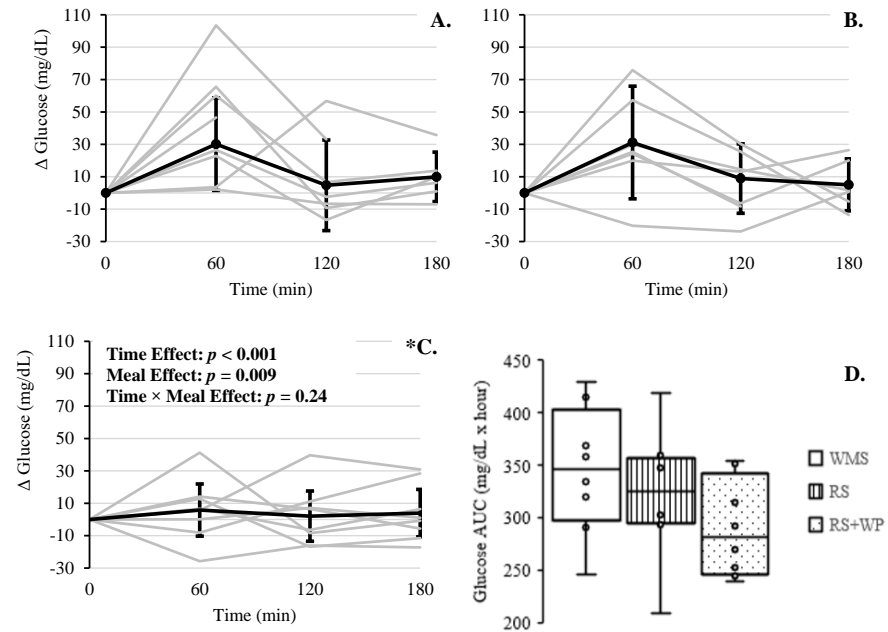 A.
Δ Glucose (mg/dL)
110
90
70
50
30
10
-10
-30
0
60
120
180
Time (min)
B.
110
90
70
50
30
10
-10
-30
0
60
120
180
Time (min)
*C.
Δ Glucose (mg/dL)
110
90
70
50
30
10
-10
-30
Time Effect: p < 0.001
Meal Effect: p = 0.009
Time × Meal Effect: p = 0.24
0
60
120
180
Time (min)
D.
Glucose AUC (mg/dL x hour)
450
400
350
300
250
200
WMS
RS
RS+WP